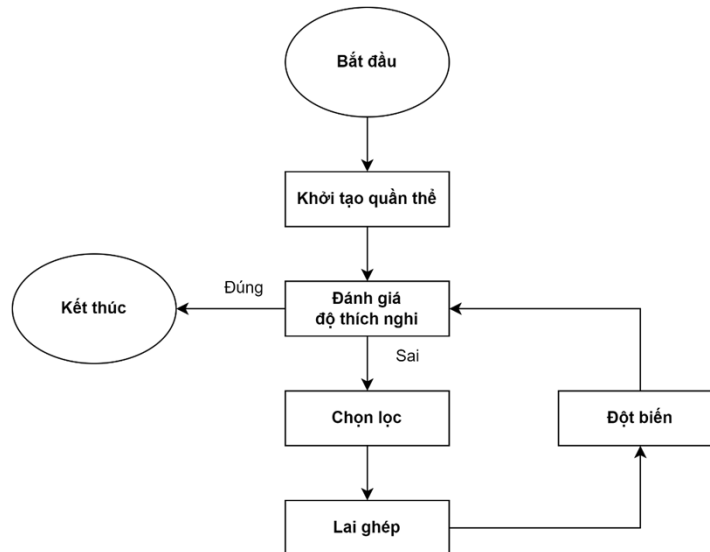 Bắt đầu
Khởi tạo quần thể
Đúng
Kết thúc
Đánh giá
độ thích nghi
Sai
Chọn lọc
Đột biến
Lai ghép